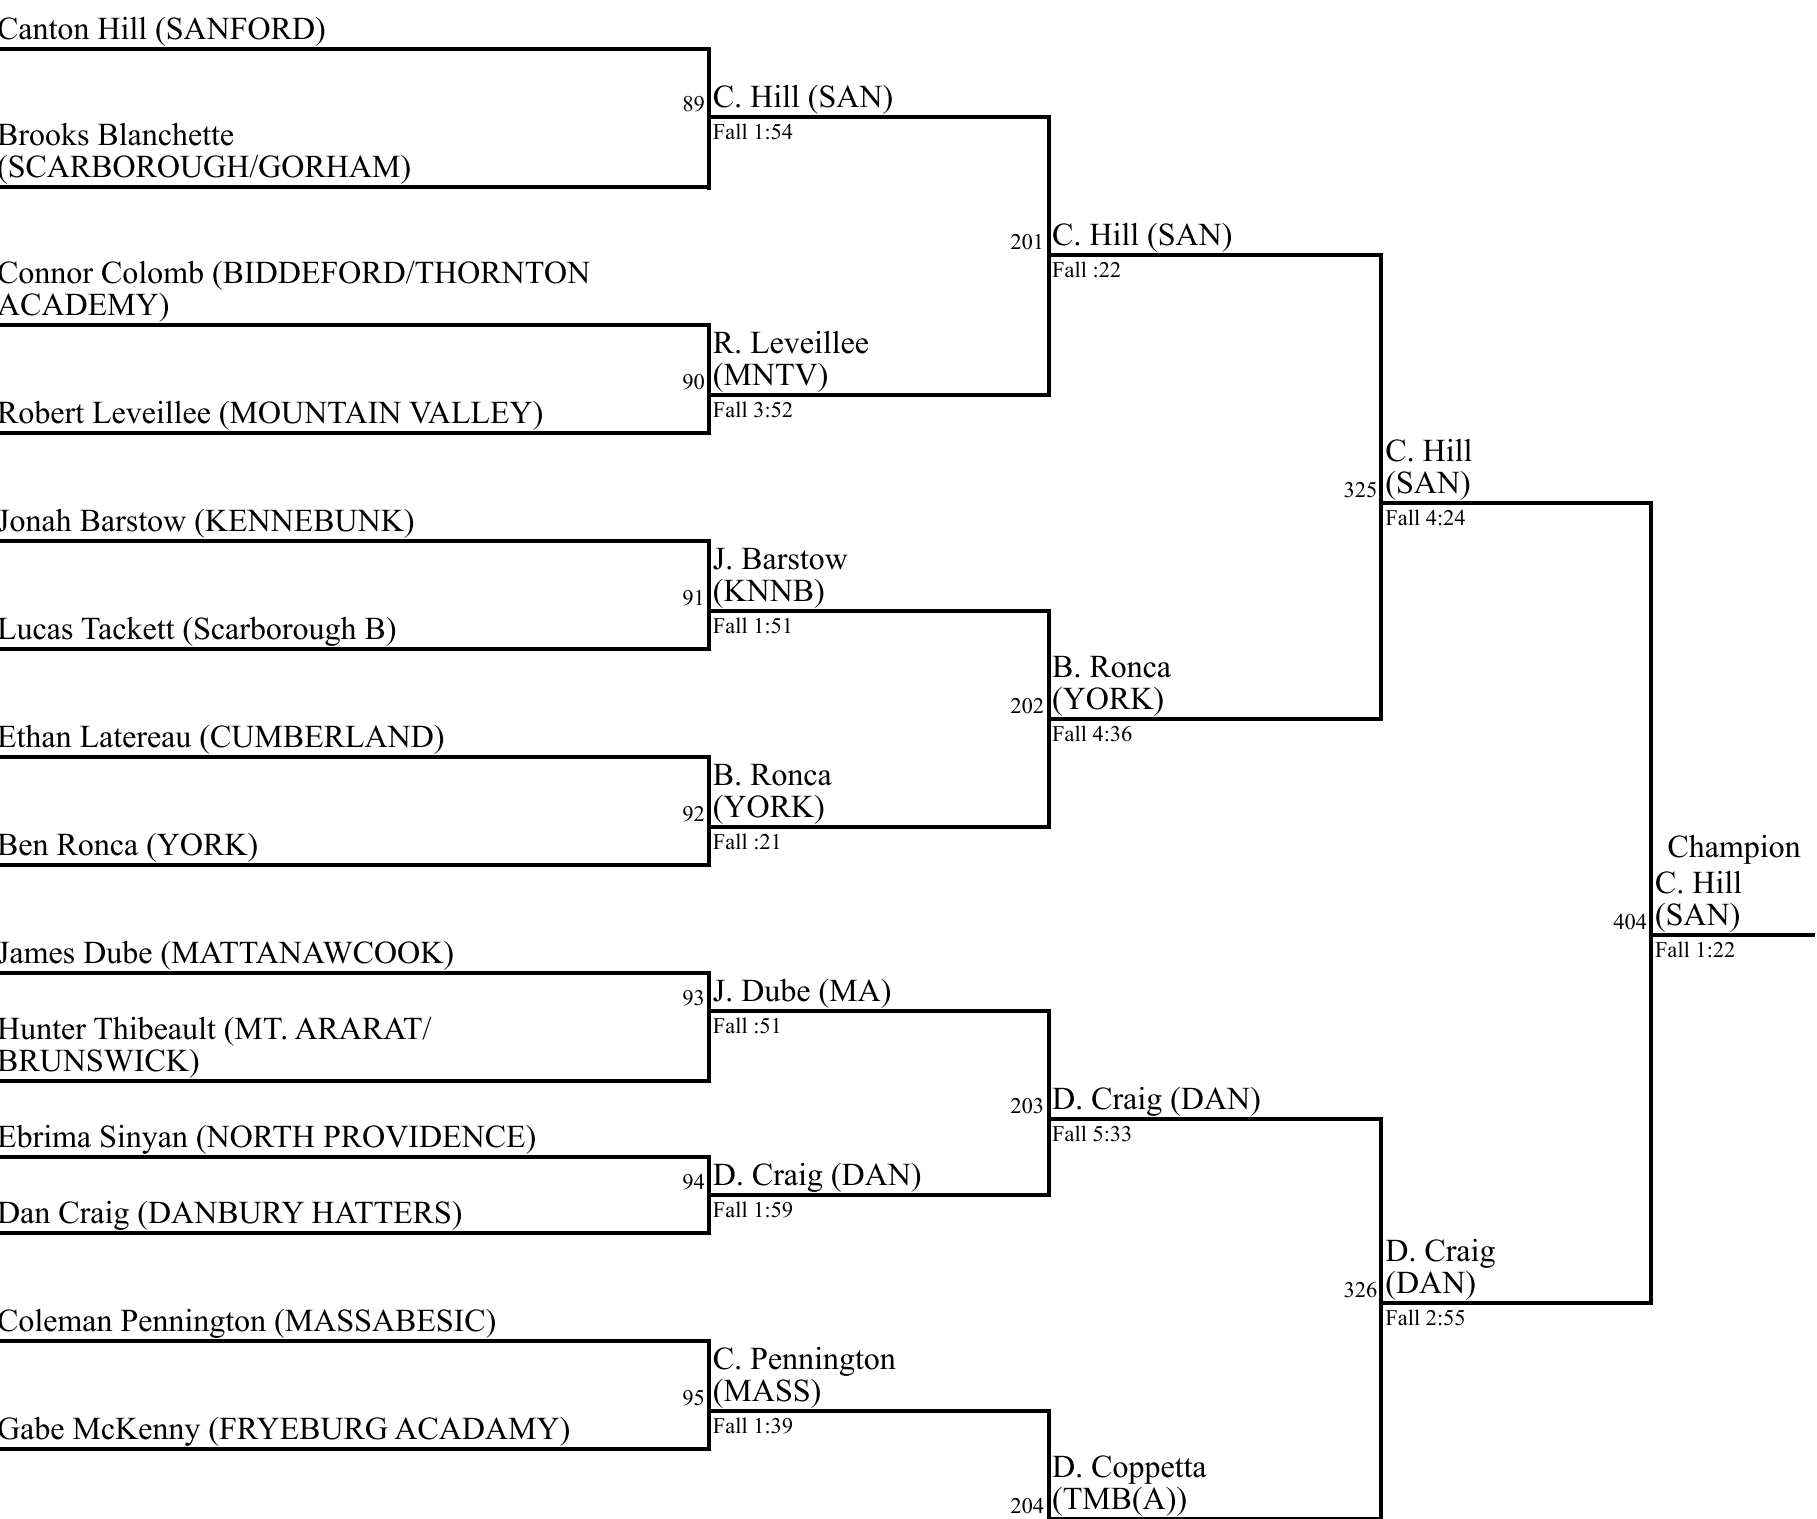 Canton Hill (SANFORD)
89
C. Hill (SAN)
Fall 1:54
Brooks Blanchette
(SCARBOROUGH/GORHAM)
201
C. Hill (SAN)
Fall :22
Connor Colomb (BIDDEFORD/THORNTON
ACADEMY)
90
R. Leveillee
(MNTV)
Fall 3:52
Robert Leveillee (MOUNTAIN VALLEY)
325
C. Hill
(SAN)
Fall 4:24
Jonah Barstow (KENNEBUNK)
91
J. Barstow
(KNNB)
Fall 1:51
Lucas Tackett (Scarborough B)
202
B. Ronca
(YORK)
Fall 4:36
Ethan Latereau (CUMBERLAND)
92
B. Ronca
(YORK)
Fall :21
Ben Ronca (YORK)
Champion
404
C. Hill
(SAN)
Fall 1:22
James Dube (MATTANAWCOOK)
93
J. Dube (MA)
Fall :51
Hunter Thibeault (MT. ARARAT/
BRUNSWICK)
203
D. Craig (DAN)
Fall 5:33
Ebrima Sinyan (NORTH PROVIDENCE)
94
D. Craig (DAN)
Fall 1:59
Dan Craig (DANBURY HATTERS)
326
D. Craig
(DAN)
Fall 2:55
Coleman Pennington (MASSABESIC)
95
C. Pennington
(MASS)
Fall 1:39
Gabe McKenny (FRYEBURG ACADAMY)
204
D. Coppetta
(TMB(A))